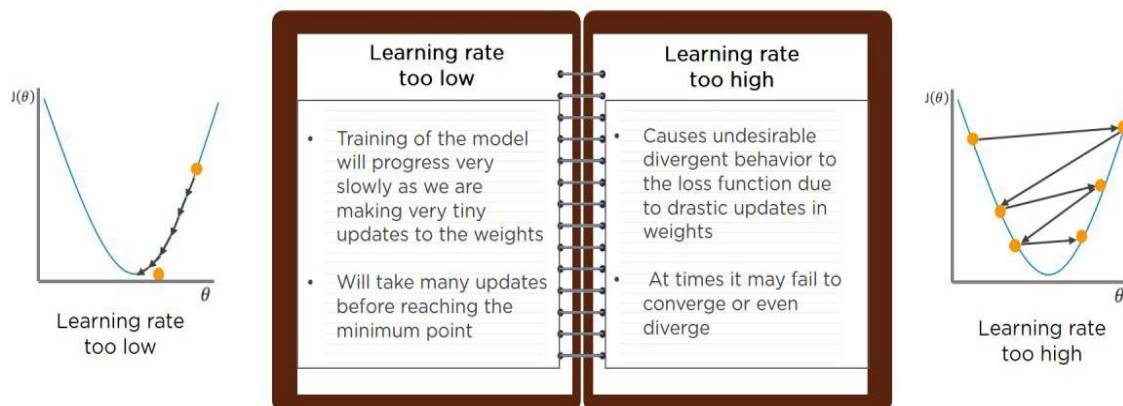 Learning rate
too low
• Training of the model
will progress very
slowly as we are
making very tiny
updates to the weights
• Will take many updates
before reaching the
minimum point
Learning rate
too high
• Causes undesirable
divergent behavior to
the loss function due
to drastic updates in
weights
• At times it may fail to
converge or even
diverge
J(θ)
θ
Learning rate
too low
J(θ)
θ
Learning rate
too high